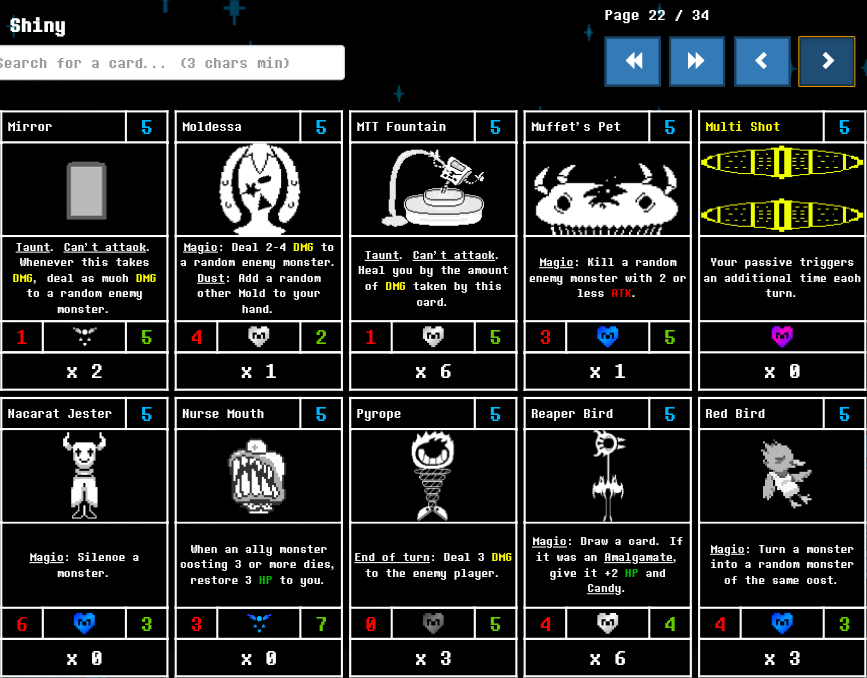 Shiny
Page 22 / 34
Search for a card... (3 chars min)
Mirror 5
Taunt. Can't attack.
Whenever this takes
DMG, deal as much DMG
to a random enemy
monster.
1 5
x 2
Moldessa 5
Magic: Deal 2-4 DMG to
a random enemy monster.
Dust: Add a random
other Mold to your
hand.
4 2
x 1
MTT Fountain 5
Taunt. Can't attack.
Heal you by the amount
of DMG taken by this
card.
1 5
x 6
Muffet's Pet 5
Magic: Kill a random
enemy monster with 2 or
less ATK.
3 5
x 1
Multi Shot 5
Your passive triggers
an additional time each
turn.
x 0
Nacarat Jester 5
Magic: Silence a
monster.
6 3
x 0
Nurse Mouth 5
When an ally monster
costing 3 or more dies,
restore 3 HP to you.
3 7
x 0
Pyrope 5
End of turn: Deal 3 DMG
to the enemy player.
0 5
x 3
Reaper Bird 5
Magic: Draw a card. If
it was an Amalgamate,
give it +2 HP and
Candy.
4 4
x 6
Red Bird 5
Magic: Turn a monster
into a random monster
of the same cost.
4 3
x 3